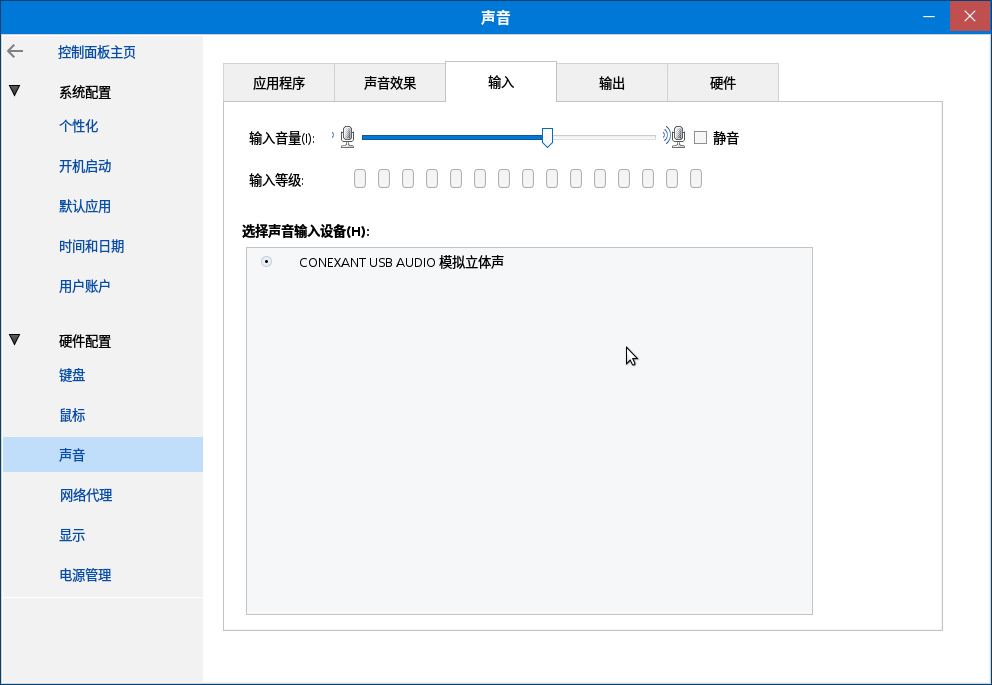 声音
控制面板主页
系统配置
个性化
开机启动
默认应用
时间和日期
用户账户
硬件配置
键盘
鼠标
声音
网络代理
显示
电源管理
应用程序 声音效果 输入 输出 硬件
输入音量(I): 静音
输入等级:
选择声音输入设备(H):
CONEXANT USB AUDIO 模拟立体声